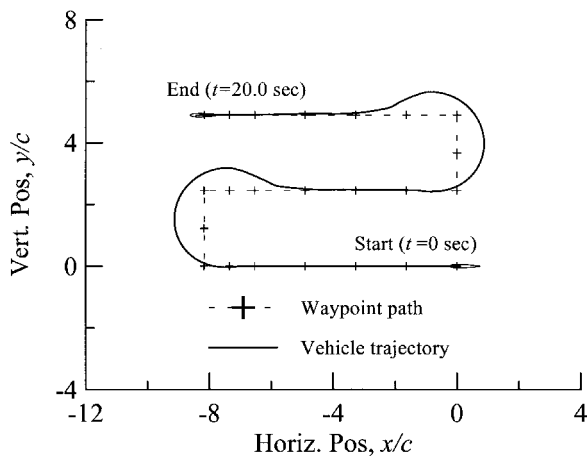 8
End (t=20.0 sec)
4
Vert. Pos, y/c
Start (t =0 sec)
0
Waypoint path
Vehicle trajectory
-4
-12 -8 -4 0 4
Horiz. Pos, x/c